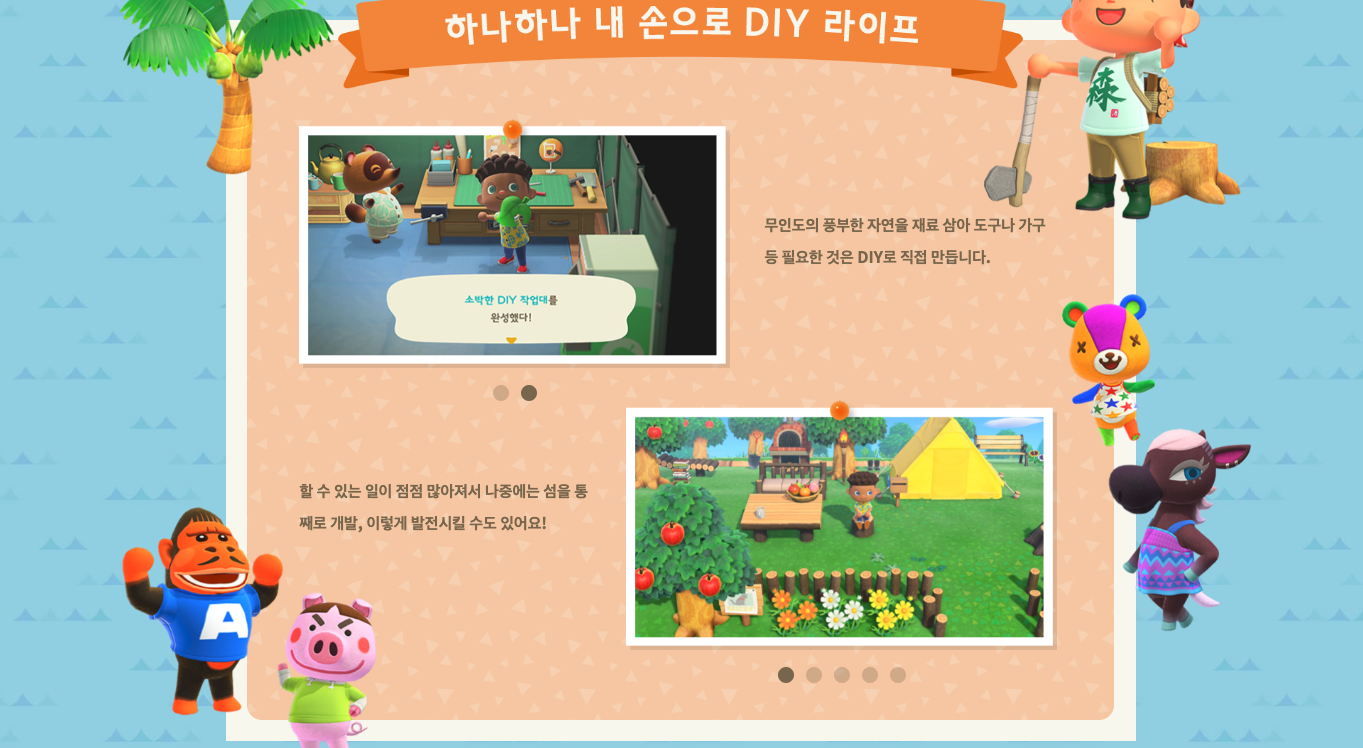 하나하나 내 손으로 DIY 라이프
森
무인도의 풍부한 자연을 재료 삼아 도구나 가구
등 필요한 것은 DIY로 직접 만듭니다.
소박한 DIY 작업대를
완성했다!
할 수 있는 일이 점점 많아져서 나중에는 섬을 통
째로 개발, 이렇게 발전시킬 수도 있어요!
A